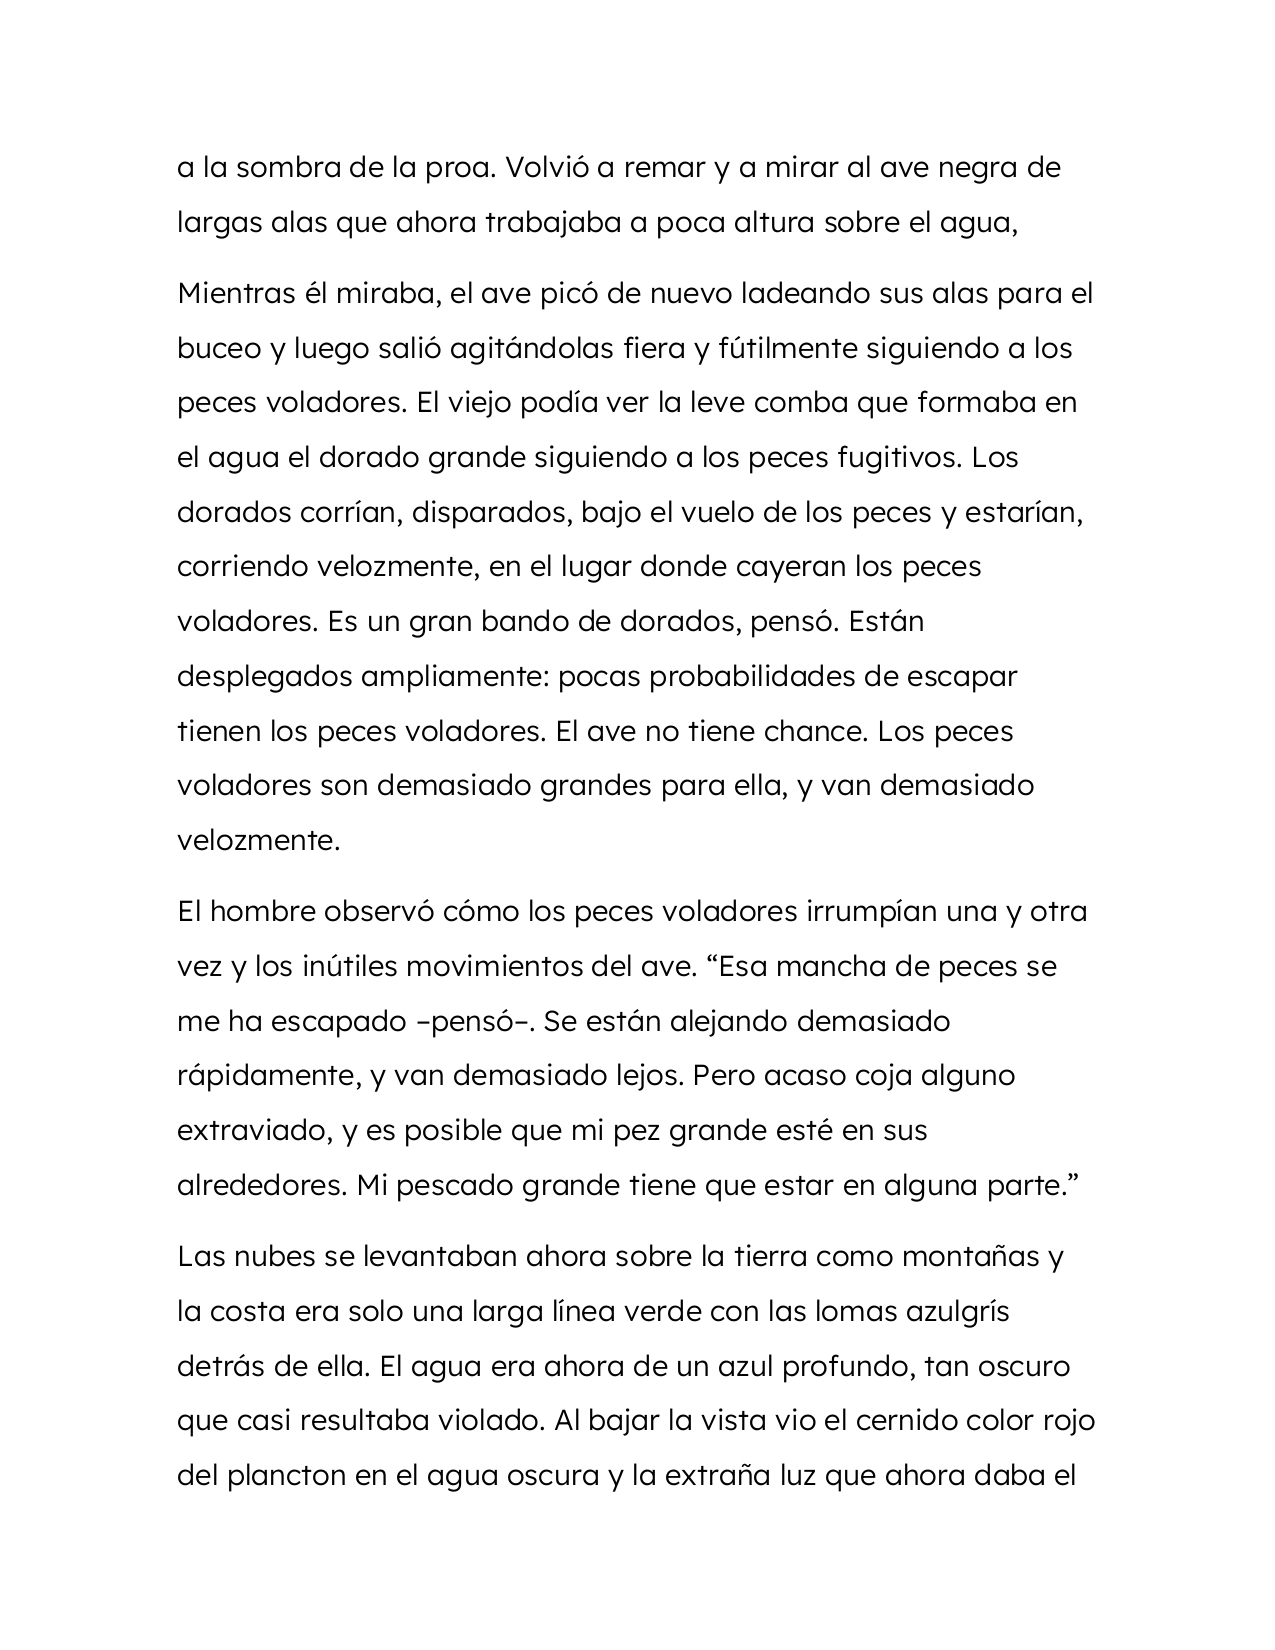 a la sombra de la proa. Volvió a remar y a mirar al ave negra de
largas alas que ahora trabajaba a poca altura sobre el agua,
Mientras él miraba, el ave picó de nuevo ladeando sus alas para el
buceo y luego salió agitándolas fiera y fútilmente siguiendo a los
peces voladores. El viejo podía ver la leve comba que formaba en
el agua el dorado grande siguiendo a los peces fugitivos. Los
dorados corrían, disparados, bajo el vuelo de los peces y estarían,
corriendo velozmente, en el lugar donde cayeran los peces
voladores. Es un gran bando de dorados, pensó. Están
desplegados ampliamente: pocas probabilidades de escapar
tienen los peces voladores. El ave no tiene chance. Los peces
voladores son demasiado grandes para ella, y van demasiado
velozmente.
El hombre observó cómo los peces voladores irrumpían una y otra
vez y los inútiles movimientos del ave. “Esa mancha de peces se
me ha escapado –pensó–. Se están alejando demasiado
rápidamente, y van demasiado lejos. Pero acaso coja alguno
extraviado, y es posible que mi pez grande esté en sus
alrededores. Mi pescado grande tiene que estar en alguna parte.”
Las nubes se levantaban ahora sobre la tierra como montañas y
la costa era solo una larga línea verde con las lomas azulgrís
detrás de ella. El agua era ahora de un azul profundo, tan oscuro
que casi resultaba violado. Al bajar la vista vio el cernido color rojo
del plancton en el agua oscura y la extraña luz que ahora daba el